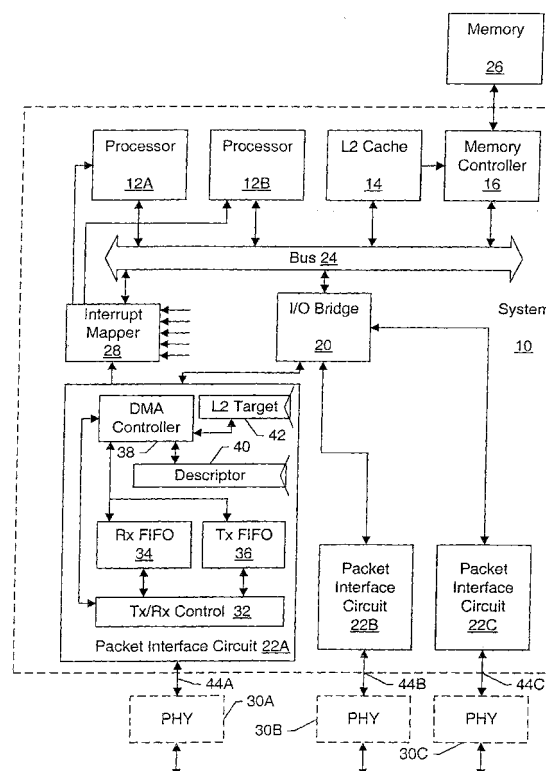 Memory
26
Processor
12A
Processor
12B
L2 Cache
14
Memory
Controller
16
Bus 24
Interrupt
Mapper
28
I/O Bridge
20
System
10
DMA
Controller
38
L2 Target
42
40
Descriptor
Rx FIFO
34
Tx FIFO
36
Tx/Rx Control 32
Packet Interface Circuit 22A
Packet
Interface
Circuit
22B
Packet
Interface
Circuit
22C
44A
44B
44C
PHY
30A
30B
PHY
PHY
30C